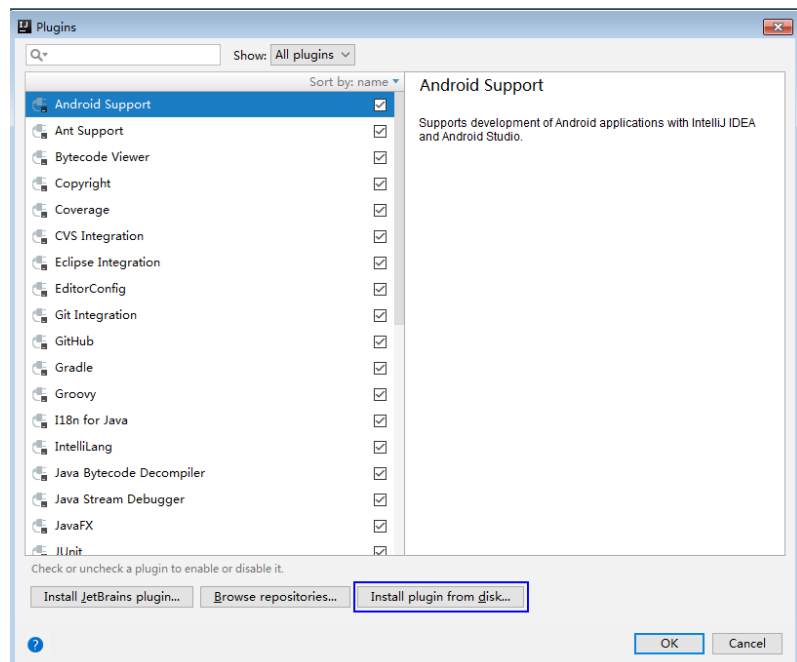 Plugins
Show: All plugins
Sort by: name
Android Support
Ant Support
Bytecode Viewer
Copyright
Coverage
CVS Integration
Eclipse Integration
EditorConfig
Git Integration
GitHub
Gradle
Groovy
I18n for Java
IntelliLang
Java Bytecode Decompiler
Java Stream Debugger
JavaFX
JUnit
Android Support
Supports development of Android applications with IntelliJ IDEA
and Android Studio.
Check or uncheck a plugin to enable or disable it.
Install JetBrains plugin... Browse repositories... Install plugin from disk...
? OK Cancel